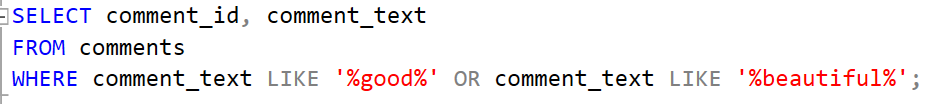 SELECT comment_id, comment_text
FROM comments
WHERE comment_text LIKE '%good%' OR comment_text LIKE '%beautiful%';